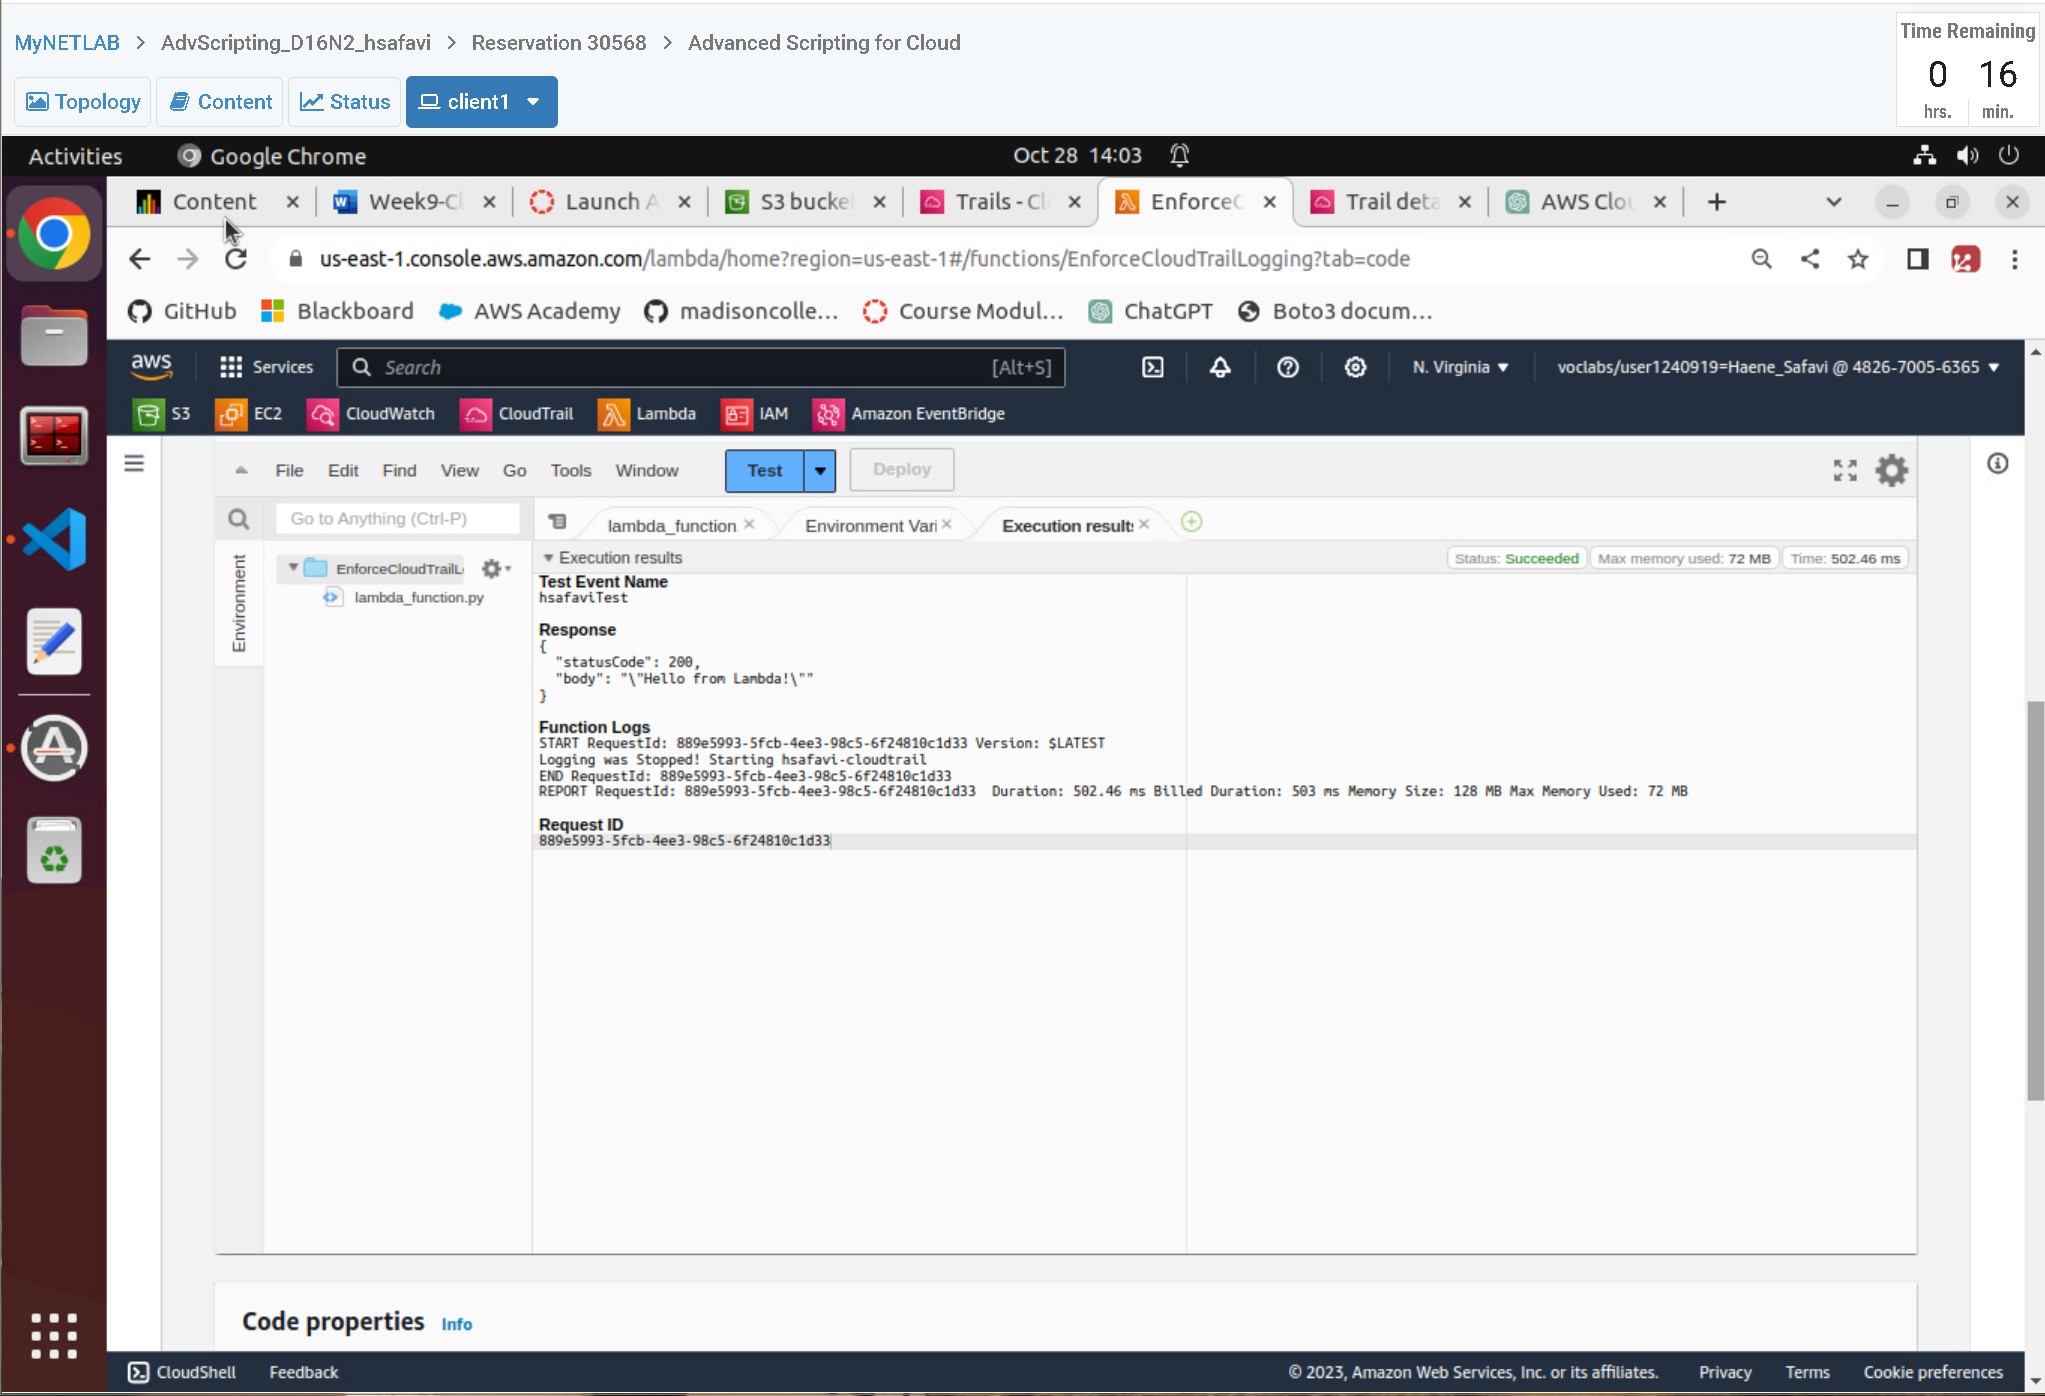 MyNETLAB > AdvScripting_D16N2_hsafavi > Reservation 30568 > Advanced Scripting for Cloud
Time Remaining
0 16
hrs. min.
Topology Content Status client1
Activities Google Chrome Oct 28 14:03
Content Week9-Cl Launch A S3 bucke Trails - Cl EnforceC Trail deta AWS Clou
us-east-1.console.aws.amazon.com/lambda/home?region=us-east-1#/functions/EnforceCloudTrailLogging?tab=code
GitHub Blackboard AWS Academy madisoncolle... Course Modul... ChatGPT Boto3 docum...
aws Services Search [Alt+S] N. Virginia voclabs/user1240919=Haene_Safavi @ 4826-7005-6365
S3 EC2 CloudWatch CloudTrail Lambda IAM Amazon EventBridge
File Edit Find View Go Tools Window Test Deploy
Go to Anything (Ctrl-P) lambda_function Environment Vari Execution results
Execution results Status: Succeeded Max memory used: 72 MB Time: 502.46 ms
Environment
EnforceCloudTrailL
lambda_function.py
Test Event Name
hsafaviTest
Response
{
"statusCode": 200,
"body": "\"Hello from Lambda!\""
}
Function Logs
START RequestId: 889e5993-5fcb-4ee3-98c5-6f24810c1d33 Version: $LATEST
Logging was Stopped! Starting hsafavi-cloudtrail
END RequestId: 889e5993-5fcb-4ee3-98c5-6f24810c1d33
REPORT RequestId: 889e5993-5fcb-4ee3-98c5-6f24810c1d33 Duration: 502.46 ms Billed Duration: 503 ms Memory Size: 128 MB Max Memory Used: 72 MB
Request ID
889e5993-5fcb-4ee3-98c5-6f24810c1d33
Code properties Info
CloudShell Feedback © 2023, Amazon Web Services, Inc. or its affiliates. Privacy Terms Cookie preferences